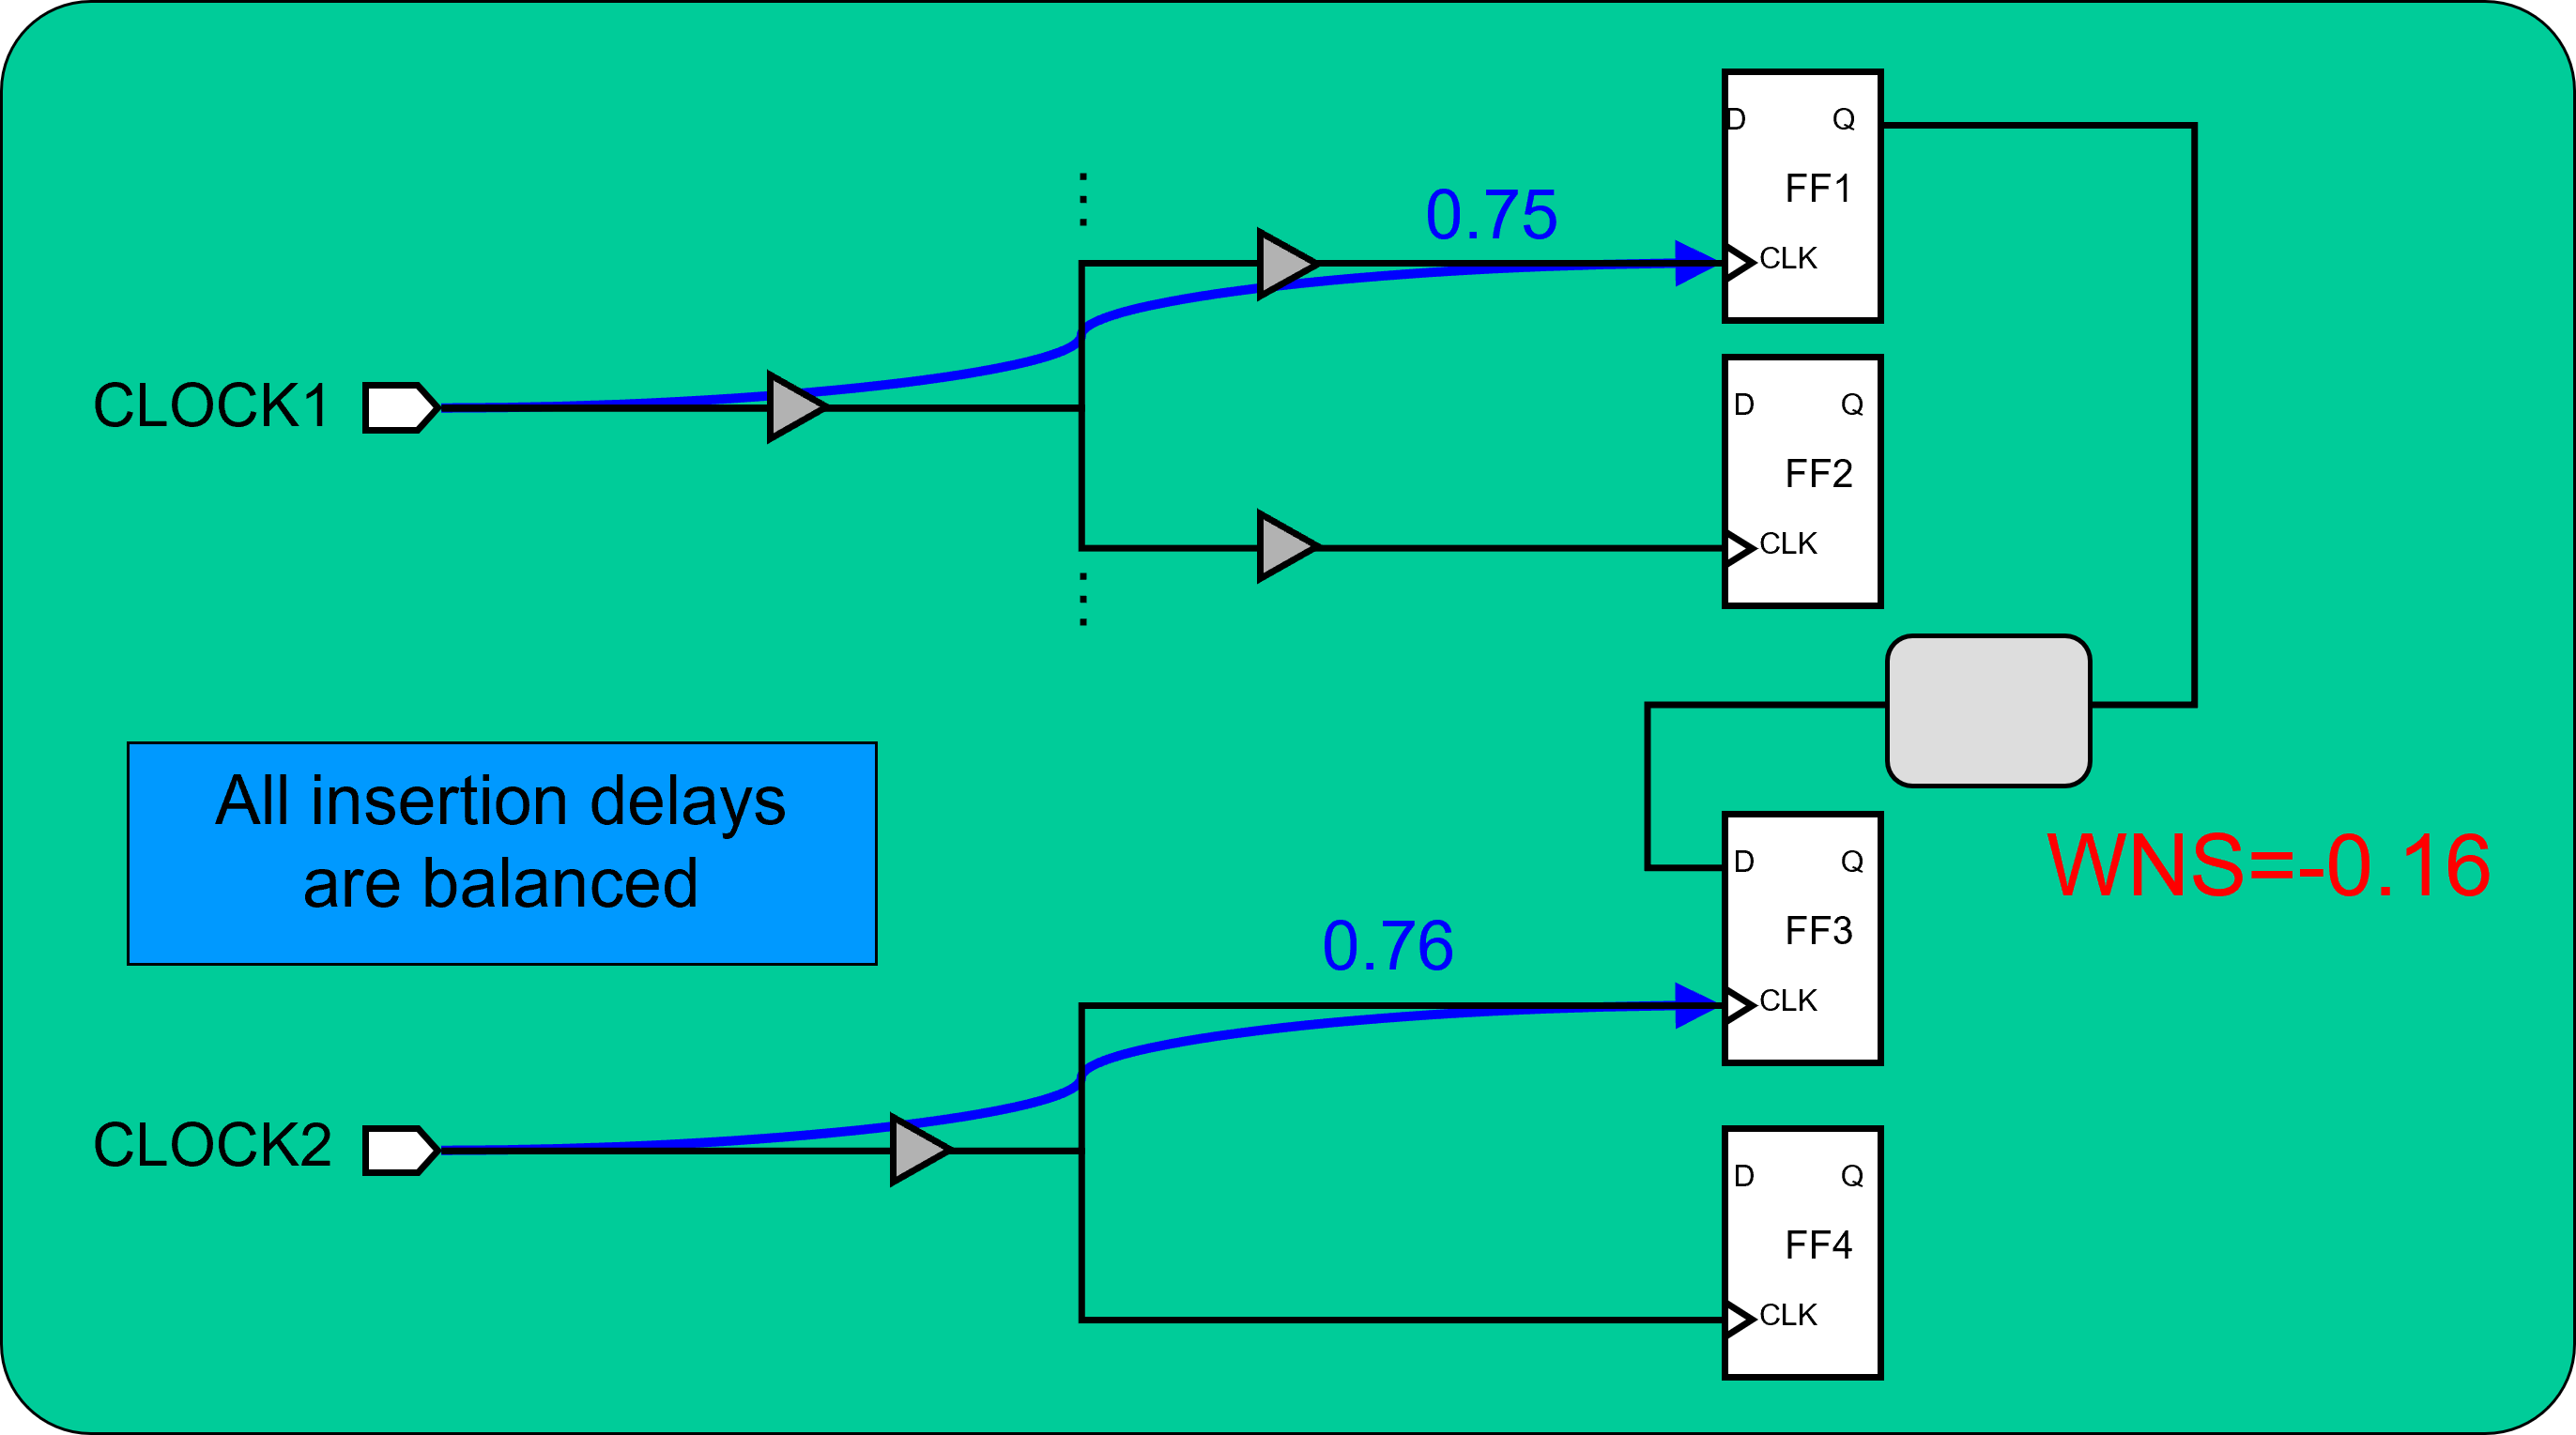 D Q
FF1
0.75
CLK
CLOCK1
D Q
FF2
CLK
All insertion delays
are balanced
D Q
WNS=-0.16
FF3
0.76
CLK
CLOCK2
D Q
FF4
CLK